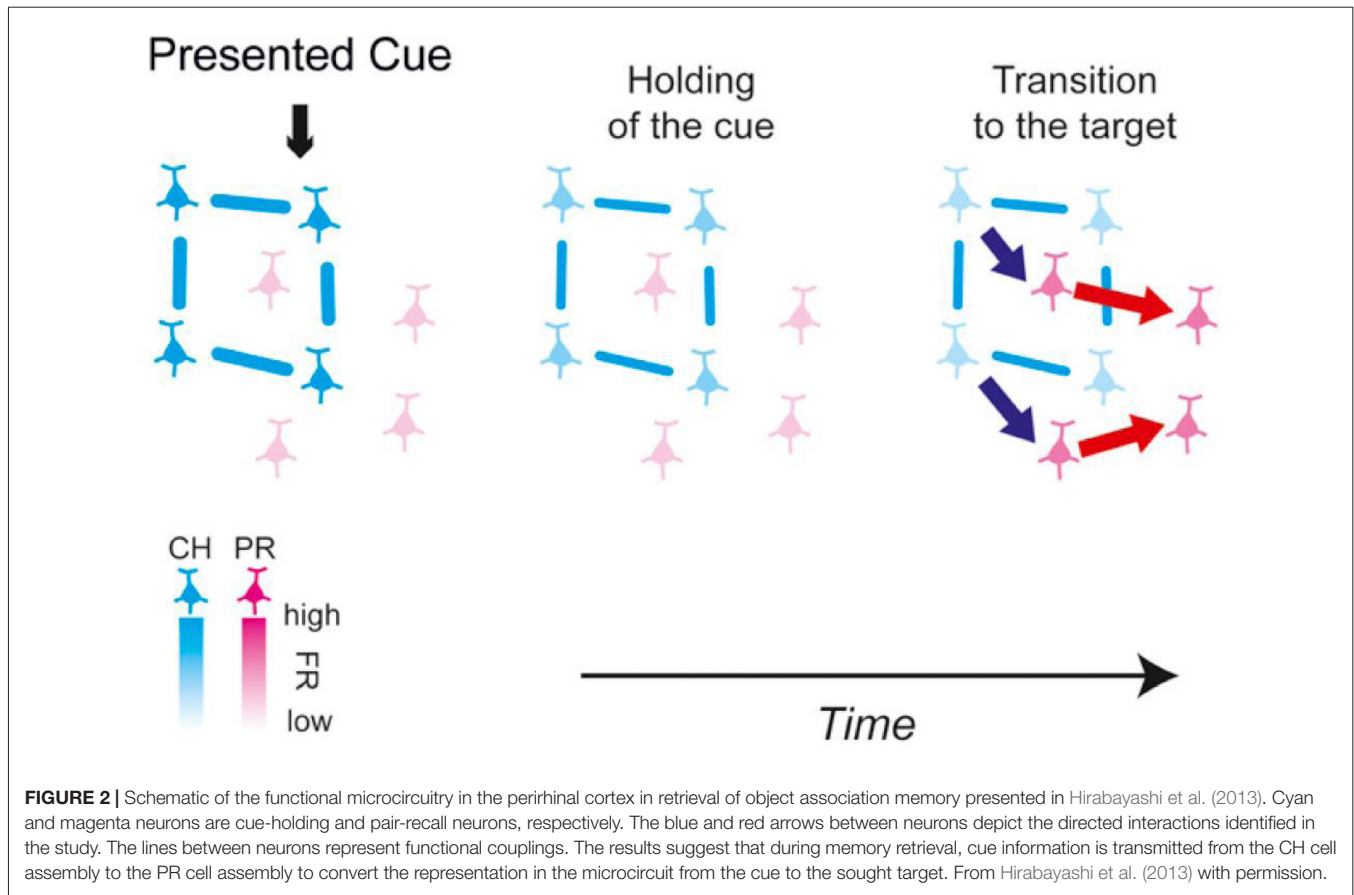 Presented Cue
Holding
of the cue
Transition
to the target
CH PR
high
FR
low
Time
FIGURE 2 | Schematic of the functional microcircuitry in the perirhinal cortex in retrieval of object association memory presented in Hirabayashi et al. (2013). Cyan
and magenta neurons are cue-holding and pair-recall neurons, respectively. The blue and red arrows between neurons depict the directed interactions identified in
the study. The lines between neurons represent functional couplings. The results suggest that during memory retrieval, cue information is transmitted from the CH cell
assembly to the PR cell assembly to convert the representation in the microcircuit from the cue to the sought target. From Hirabayashi et al. (2013) with permission.